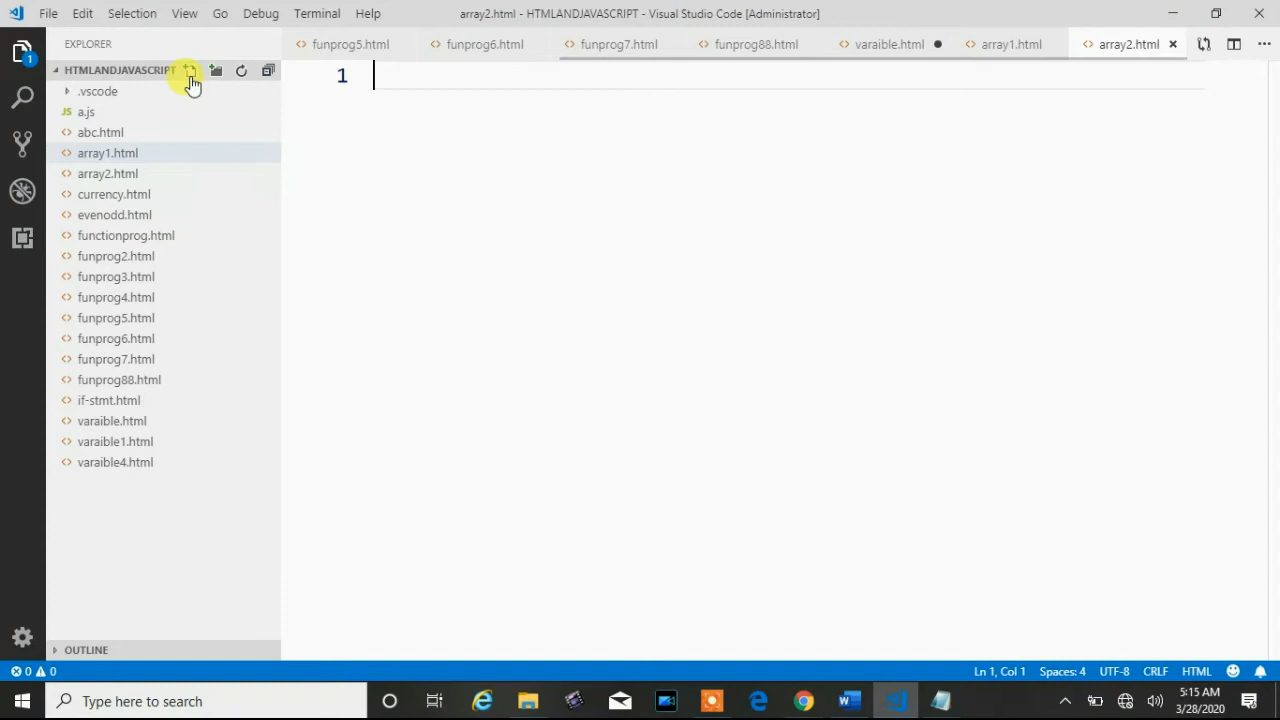 File Edit Selection View Go Debug Terminal Help array2.html - HTMLANDJAVASCRIPT - Visual Studio Code [Administrator]
EXPLORER
1
funprog5.html funprog6.html funprog7.html funprog88.html varaible.html array1.html array2.html
HTMLANDJAVASCRIPT
1
.vscode
JS a.js
abc.html
array1.html
array2.html
currency.html
evenodd.html
functionprog.html
funprog2.html
funprog3.html
funprog4.html
funprog5.html
funprog6.html
funprog7.html
funprog88.html
if-stmt.html
varaible.html
varaible1.html
varaible4.html
OUTLINE
0 0 Ln 1, Col 1 Spaces: 4 UTF-8 CRLF HTML
Type here to search
5:15 AM
3/28/2020